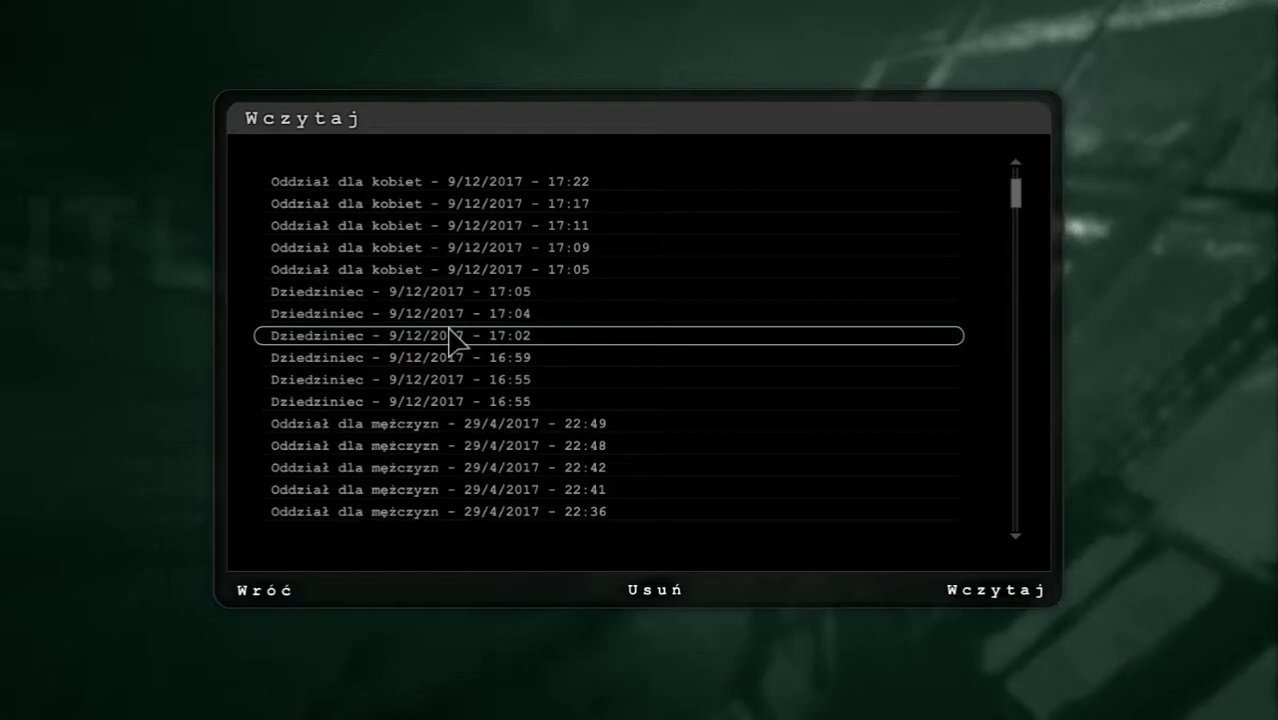 Wczytaj
Oddział dla kobiet - 9/12/2017 - 17:22
Oddział dla kobiet - 9/12/2017 - 17:17
Oddział dla kobiet - 9/12/2017 - 17:11
Oddział dla kobiet - 9/12/2017 - 17:09
Oddział dla kobiet - 9/12/2017 - 17:05
Dziedziniec - 9/12/2017 - 17:05
Dziedziniec - 9/12/2017 - 17:04
Dziedziniec - 9/12/2017 - 17:02
Dziedziniec - 9/12/2017 - 16:59
Dziedziniec - 9/12/2017 - 16:55
Dziedziniec - 9/12/2017 - 16:55
Oddział dla mężczyzn - 29/4/2017 - 22:49
Oddział dla mężczyzn - 29/4/2017 - 22:48
Oddział dla mężczyzn - 29/4/2017 - 22:42
Oddział dla mężczyzn - 29/4/2017 - 22:41
Oddział dla mężczyzn - 29/4/2017 - 22:36
Wróć Usuń Wczytaj